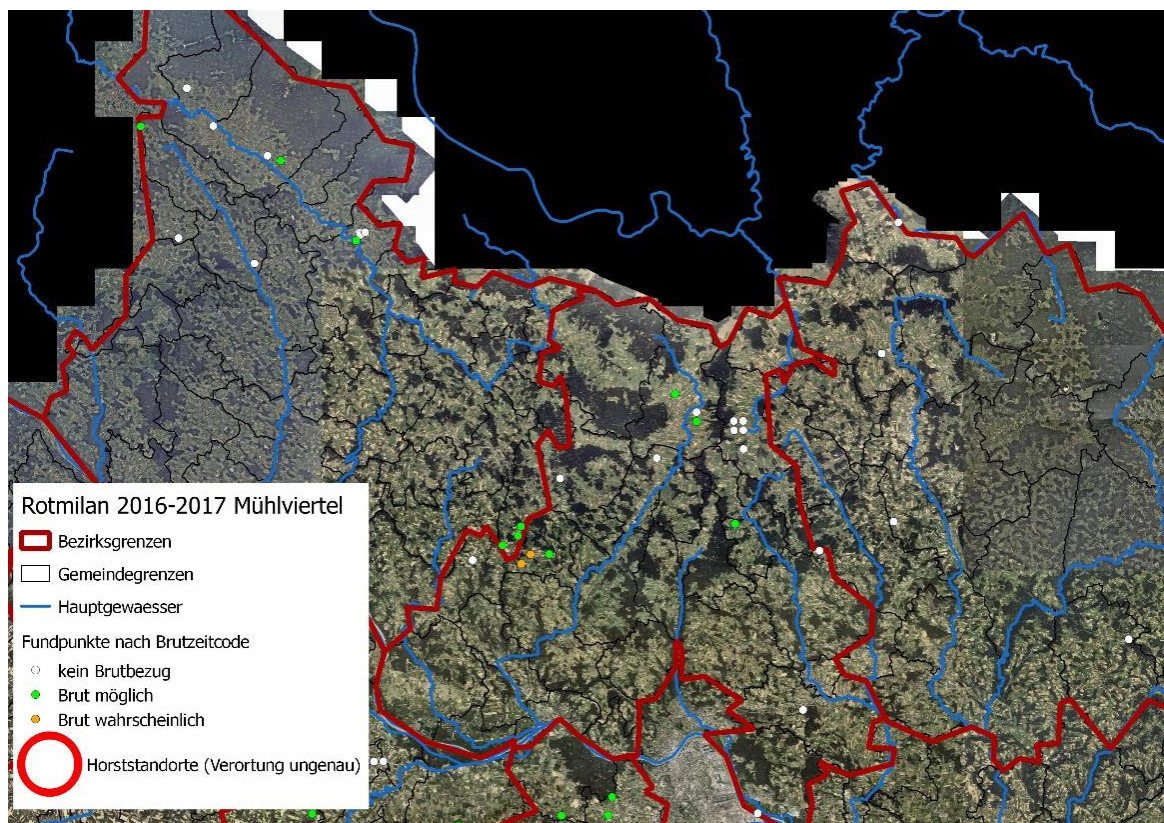 Rotmilan 2016-2017 Mühlviertel
Bezirksgrenzen
Gemeindegrenzen
Hauptgewaesser
Fundpunkte nach Brutzeitcode
kein Brutbezug
Brut möglich
Brut wahrscheinlich
Horststandorte (Verortung ungenau)